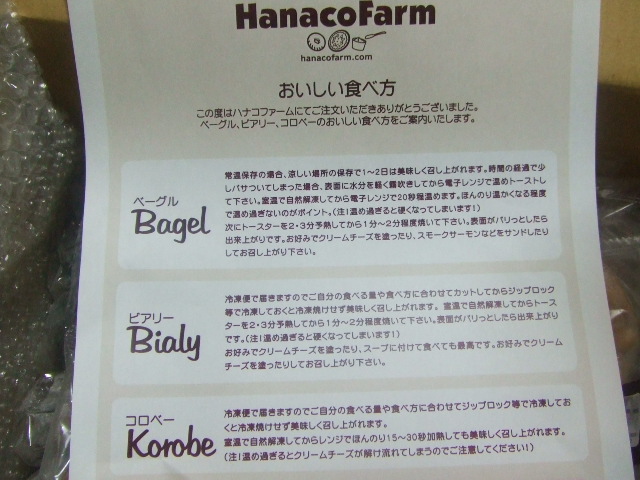 HanacoFarm
hanacofarm.com
おいしい食べ方
この度はハナコファームにてご注文いただきありがとうございました。
ベーグル、ビアリー、コロベーのおいしい食べ方をご案内いたします。
ベーグル
Bagel
常温保存の場合、涼しい場所の保存で1〜2日は美味しく召し上がれます。時間の経過で少
しパサついてしまった場合、表面に水分を軽く霧吹きしてから電子レンジで温めトースト
して下さい。室温で自然解凍してから電子レンジで20秒程温めます。ほんのり温かくなる程度
で温め過ぎないのがポイント。(注!温め過ぎると硬くなってしまいます!)
次にトースターを2・3分予熱してから1分〜2分程度焼いて下さい。表面がパリっとしたら
出来上がりです。お好みでクリームチーズを塗ったり、スモークサーモンなどをサンドしたり
してお召し上がり下さい。
ビアリー
Bialy
冷凍便で届きますのでご自分の食べる量や食べ方に合わせてカットしてからジップロック
等で冷凍しておくと冷凍焼けせず美味しく召し上がれます。 室温で自然解凍してからトース
ターを2・3分予熱してから1分〜2分程度焼いて下さい。表面がパリっとしたら出来上がり
です。(注!温め過ぎると硬くなってしまいます!)
お好みでクリームチーズを塗ったり、スープに付けて食べても最高です。お好みでクリーム
チーズを塗ったりしてお召し上がり下さい。
コロベー
Korobe
冷凍便で届きますのでご自分の食べる量や食べ方に合わせてジップロック等で冷凍してお
くと冷凍焼けせず美味しく召し上がれます。
室温で自然解凍してからレンジでほんのり15〜30秒加熱しても美味しく召し上がれます。
(注!温め過ぎるとクリームチーズが解け流れてしまうのでご注意してください!)